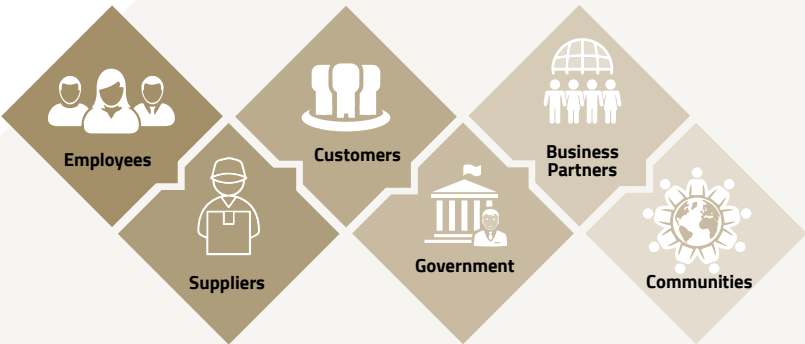 Employees
Suppliers
Customers
Government
Business
Partners
Communities